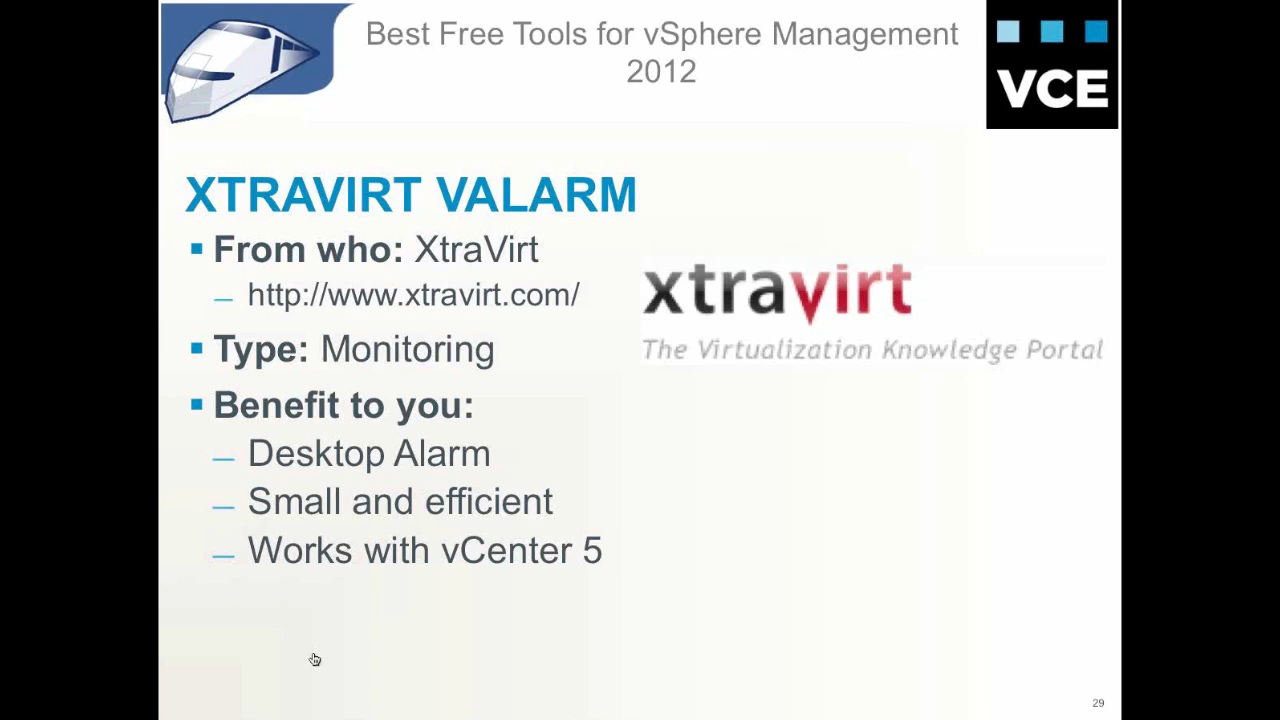 Best Free Tools for vSphere Management
2012
VCE
XTRAVIRT VALARM
▪ From who: XtraVirt
– http://www.xtravirt.com/
▪ Type: Monitoring
▪ Benefit to you:
– Desktop Alarm
– Small and efficient
– Works with vCenter 5
xtravirt
The Virtualization Knowledge Portal
29